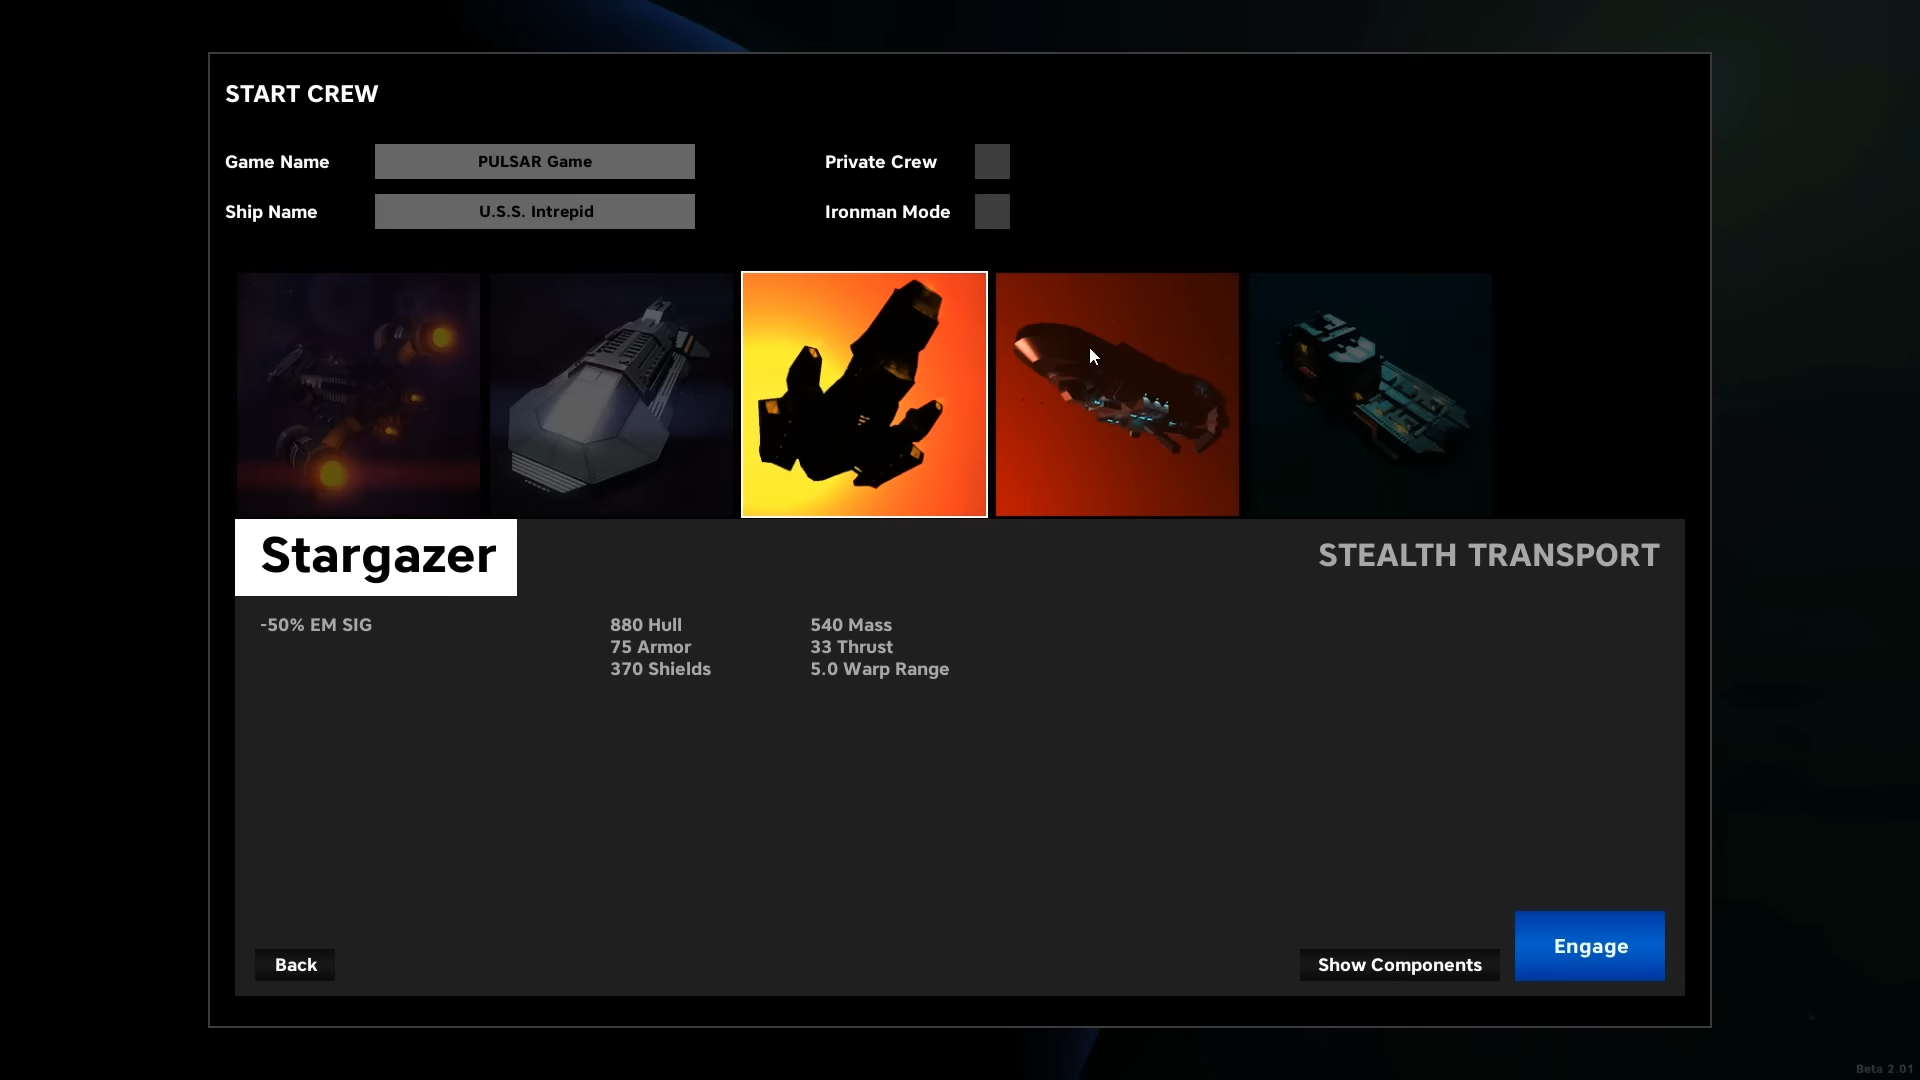 START CREW
Game Name
PULSAR Game
Private Crew
Ship Name
U.S.S. Intrepid
Ironman Mode
Stargazer
STEALTH TRANSPORT
-50% EM SIG
880 Hull
540 Mass
75 Armor
33 Thrust
370 Shields
5.0 Warp Range
Back
Show Components
Engage
Beta 2.01